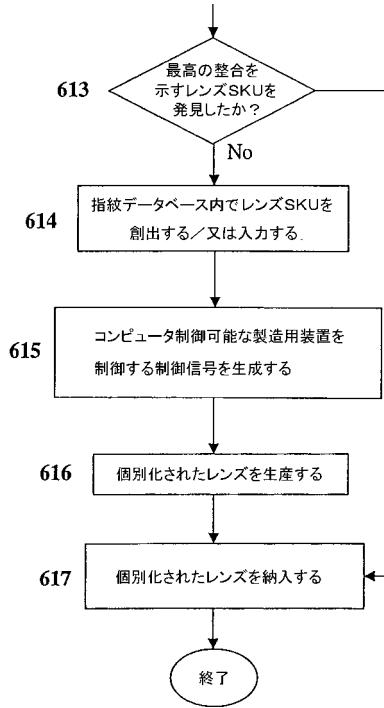 613
最高の整合を
示すレンズSKUを
発見したか？
No
614
指紋データベース内でレンズSKUを
創出する／又は入力する
615
コンピュータ制御可能な製造用装置を
制御する制御信号を生成する
616
個別化されたレンズを生産する
617
個別化されたレンズを納入する
終了